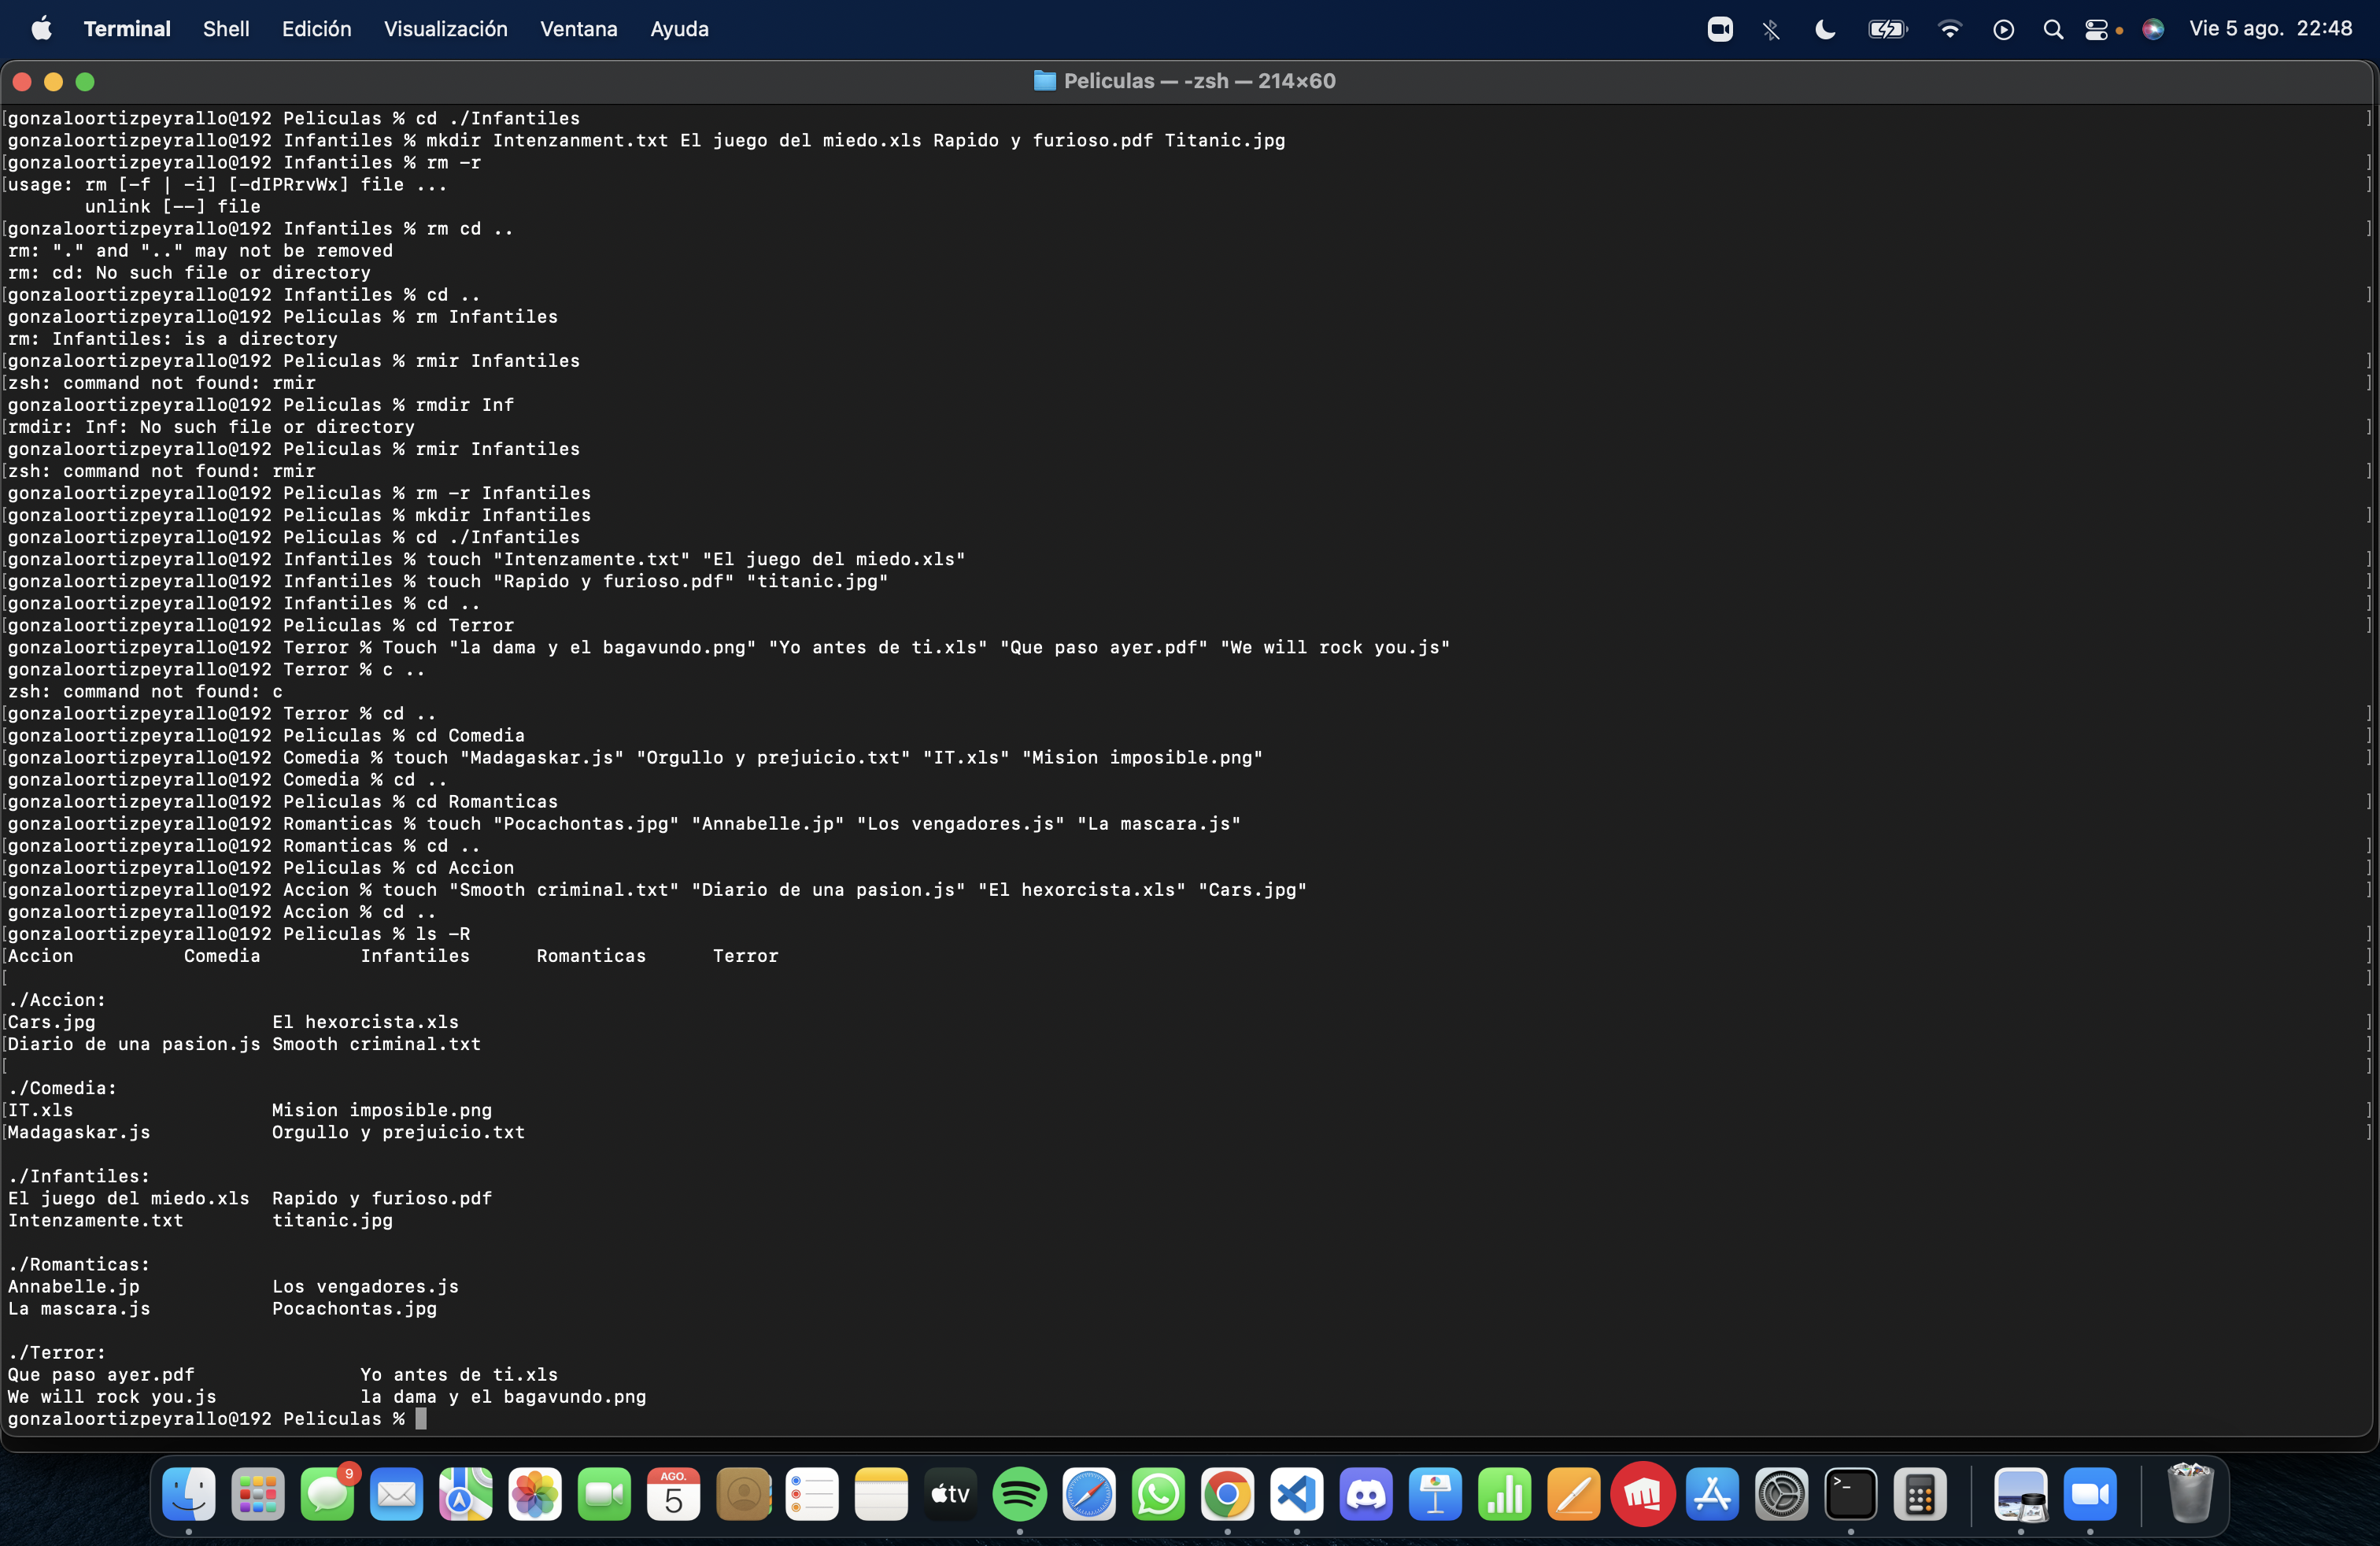 Terminal Shell Edición Visualización Ventana Ayuda Vie 5 ago. 22:48
Peliculas — -zsh — 214×60
[gonzaloortizpeyrallo@192 Peliculas % cd ./Infantiles ]
gonzaloortizpeyrallo@192 Infantiles % mkdir Intenzanment.txt El juego del miedo.xls Rapido y furioso.pdf Titanic.jpg
[gonzaloortizpeyrallo@192 Infantiles % rm -r ]
[usage: rm [-f | -i] [-dIPRrvWx] file ... ]
unlink [--] file
[gonzaloortizpeyrallo@192 Infantiles % rm cd .. ]
rm: "." and ".." may not be removed
rm: cd: No such file or directory
[gonzaloortizpeyrallo@192 Infantiles % cd .. ]
gonzaloortizpeyrallo@192 Peliculas % rm Infantiles
rm: Infantiles: is a directory
[gonzaloortizpeyrallo@192 Peliculas % rmir Infantiles ]
[zsh: command not found: rmir ]
gonzaloortizpeyrallo@192 Peliculas % rmdir Inf
[rmdir: Inf: No such file or directory ]
gonzaloortizpeyrallo@192 Peliculas % rmir Infantiles
[zsh: command not found: rmir ]
gonzaloortizpeyrallo@192 Peliculas % rm -r Infantiles
[gonzaloortizpeyrallo@192 Peliculas % mkdir Infantiles ]
gonzaloortizpeyrallo@192 Peliculas % cd ./Infantiles
[gonzaloortizpeyrallo@192 Infantiles % touch "Intenzamente.txt" "El juego del miedo.xls" ]
[gonzaloortizpeyrallo@192 Infantiles % touch "Rapido y furioso.pdf" "titanic.jpg" ]
[gonzaloortizpeyrallo@192 Infantiles % cd .. ]
[gonzaloortizpeyrallo@192 Peliculas % cd Terror ]
gonzaloortizpeyrallo@192 Terror % Touch "la dama y el bagavundo.png" "Yo antes de ti.xls" "Que paso ayer.pdf" "We will rock you.js"
gonzaloortizpeyrallo@192 Terror % c ..
zsh: command not found: c
[gonzaloortizpeyrallo@192 Terror % cd .. ]
[gonzaloortizpeyrallo@192 Peliculas % cd Comedia ]
[gonzaloortizpeyrallo@192 Comedia % touch "Madagaskar.js" "Orgullo y prejuicio.txt" "IT.xls" "Mision imposible.png" ]
gonzaloortizpeyrallo@192 Comedia % cd ..
[gonzaloortizpeyrallo@192 Peliculas % cd Romanticas ]
gonzaloortizpeyrallo@192 Romanticas % touch "Pocachontas.jpg" "Annabelle.jp" "Los vengadores.js" "La mascara.js"
[gonzaloortizpeyrallo@192 Romanticas % cd .. ]
[gonzaloortizpeyrallo@192 Peliculas % cd Accion ]
[gonzaloortizpeyrallo@192 Accion % touch "Smooth criminal.txt" "Diario de una pasion.js" "El hexorcista.xls" "Cars.jpg" ]
gonzaloortizpeyrallo@192 Accion % cd ..
[gonzaloortizpeyrallo@192 Peliculas % ls -R ]
[Accion Comedia Infantiles Romanticas Terror ]
[ ]
./Accion:
[Cars.jpg El hexorcista.xls ]
[Diario de una pasion.js Smooth criminal.txt ]
[ ]
./Comedia:
[IT.xls Mision imposible.png ]
[Madagaskar.js Orgullo y prejuicio.txt ]
./Infantiles:
El juego del miedo.xls Rapido y furioso.pdf
Intenzamente.txt titanic.jpg
./Romanticas:
Annabelle.jp Los vengadores.js
La mascara.js Pocachontas.jpg
./Terror:
Que paso ayer.pdf Yo antes de ti.xls
We will rock you.js la dama y el bagavundo.png
gonzaloortizpeyrallo@192 Peliculas %
9
AGO.
5
tv
>_